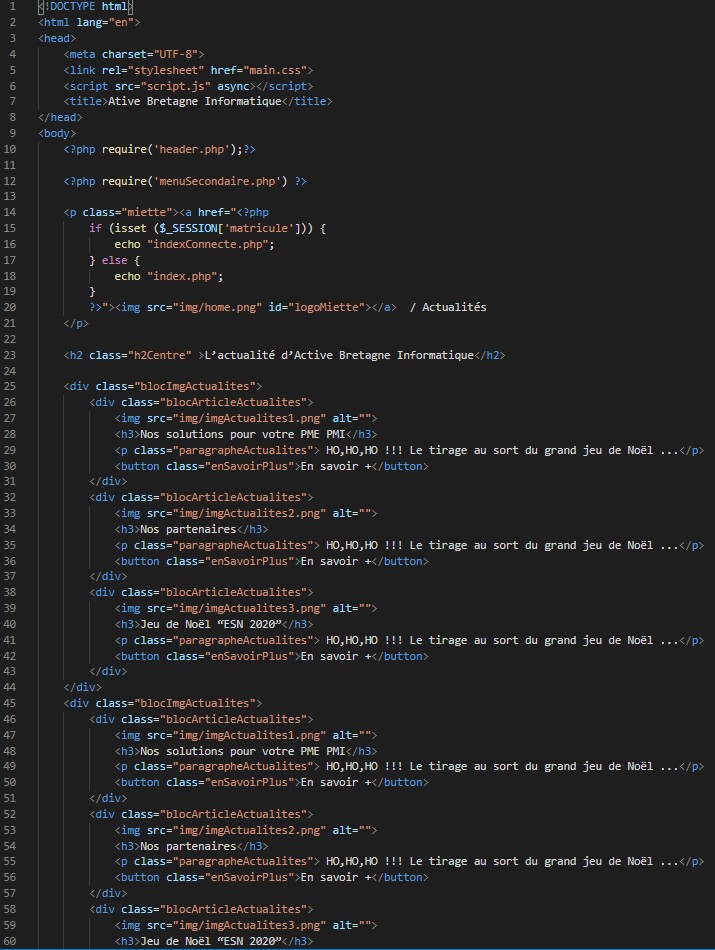 1 <!DOCTYPE html>
2 <html lang="en">
3 <head>
4     <meta charset="UTF-8">
5     <link rel="stylesheet" href="main.css">
6     <script src="script.js" async></script>
7     <title>Ative Bretagne Informatique</title>
8 </head>
9 <body>
10     <?php require('header.php');?>
11
12     <?php require('menuSecondaire.php') ?>
13
14     <p class="miette"><a href="<?php
15         if (isset ($_SESSION['matricule'])) {
16             echo "indexConnecte.php";
17         } else {
18             echo "index.php";
19         }
20         ?>"><img src="img/home.png" id="logoMiette"></a>  / Actualités
21     </p>
22
23     <h2 class="h2Centre" >L’actualité d’Active Bretagne Informatique</h2>
24
25     <div class="blocImgActualites">
26         <div class="blocArticleActualites">
27             <img src="img/imgActualites1.png" alt="">
28             <h3>Nos solutions pour votre PME PMI</h3>
29             <p class="paragrapheActualites"> HO,HO,HO !!! Le tirage au sort du grand jeu de Noël ...</p>
30             <button class="enSavoirPlus">En savoir +</button>
31         </div>
32         <div class="blocArticleActualites">
33             <img src="img/imgActualites2.png" alt="">
34             <h3>Nos partenaires</h3>
35             <p class="paragrapheActualites"> HO,HO,HO !!! Le tirage au sort du grand jeu de Noël ...</p>
36             <button class="enSavoirPlus">En savoir +</button>
37         </div>
38         <div class="blocArticleActualites">
39             <img src="img/imgActualites3.png" alt="">
40             <h3>Jeu de Noël “ESN 2020”</h3>
41             <p class="paragrapheActualites"> HO,HO,HO !!! Le tirage au sort du grand jeu de Noël ...</p>
42             <button class="enSavoirPlus">En savoir +</button>
43         </div>
44     </div>
45     <div class="blocImgActualites">
46         <div class="blocArticleActualites">
47             <img src="img/imgActualites1.png" alt="">
48             <h3>Nos solutions pour votre PME PMI</h3>
49             <p class="paragrapheActualites"> HO,HO,HO !!! Le tirage au sort du grand jeu de Noël ...</p>
50             <button class="enSavoirPlus">En savoir +</button>
51         </div>
52         <div class="blocArticleActualites">
53             <img src="img/imgActualites2.png" alt="">
54             <h3>Nos partenaires</h3>
55             <p class="paragrapheActualites"> HO,HO,HO !!! Le tirage au sort du grand jeu de Noël ...</p>
56             <button class="enSavoirPlus">En savoir +</button>
57         </div>
58         <div class="blocArticleActualites">
59             <img src="img/imgActualites3.png" alt="">
60             <h3>Jeu de Noël “ESN 2020”</h3>